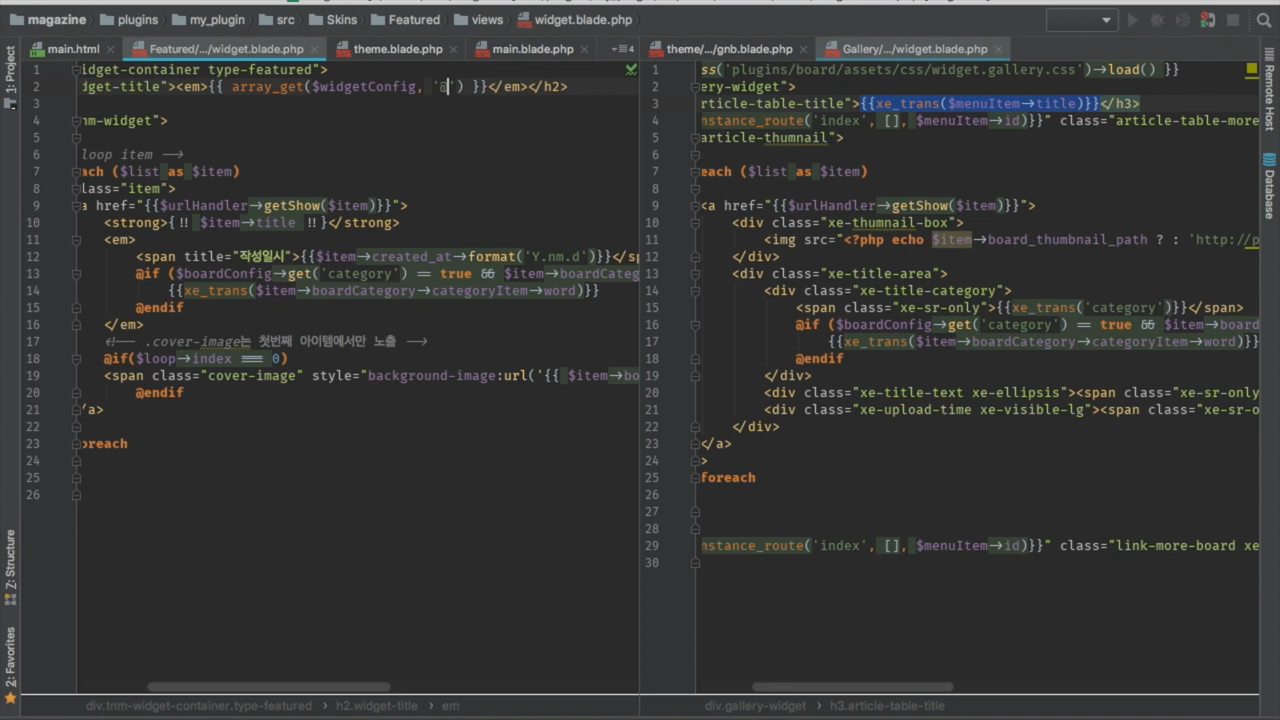 magazine plugins my_plugin src Skins Featured views widget.blade.php
1: Project
main.html
Featured/.../widget.blade.php
theme.blade.php
main.blade.php
4
theme/.../gnb.blade.php
Gallery/.../widget.blade.php
1 idget-container type-featured">
2 dget-title"><em>{{ array_get($widgetConfig, '@') }}</em></h2>
3
4 nm-widget">
5
6 loop item -->
7 ach ($list as $item)
8 lass="item">
9 a href="{{$urlHandler->getShow($item)}}">
10 <strong>{!! $item->title !!}</strong>
11 <em>
12 <span title="작성일시">{{$item->created_at->format('Y.nm.d')}}</sp
13 @if ($boardConfig->get('category') == true && $item->boardCateg
14 {{xe_trans($item->boardCategory->categoryItem->word)}}
15 @endif
16 </em>
17 <!-- .cover-image는 첫번째 아이템에서만 노출 -->
18 @if($loop->index === 0)
19 <span class="cover-image" style="background-image:url('{{ $item->bo
20 @endif
21 /a>
22
23 oreach
24
25
26
1 ss('plugins/board/assets/css/widget.gallery.css')->load() }}
2 ery-widget">
3 rticle-table-title">{{xe_trans($menuItem->title)}}</h3>
4 nstance_route('index', [], $menuItem->id)}}" class="article-table-more
5 article-thumnail">
6
7 each ($list as $item)
8
9 <a href="{{$urlHandler->getShow($item)}}">
10 <div class="xe-thumnail-box">
11 <img src="<?php echo $item->board_thumbnail_path ? : 'http://p
12 </div>
13 <div class="xe-title-area">
14 <div class="xe-title-category">
15 <span class="xe-sr-only">{{xe_trans('category')}}</span>
16 @if ($boardConfig->get('category') == true && $item->board
17 {{xe_trans($item->boardCategory->categoryItem->word)}}
18 @endif
19 </div>
20 <div class="xe-title-text xe-ellipsis"><span class="xe-sr-only
21 <div class="xe-upload-time xe-visible-lg"><span class="xe-sr-o
22 </div>
23 </a>
24 >
25 foreach
26
27
28
29 nstance_route('index', [], $menuItem->id)}}" class="link-more-board xe
30
Remote Host
Database
Z: Structure
2: Favorites
div.tnm-widget-container.type-featured > h2.widget-title > em
div.gallery-widget > h3.article-table-title